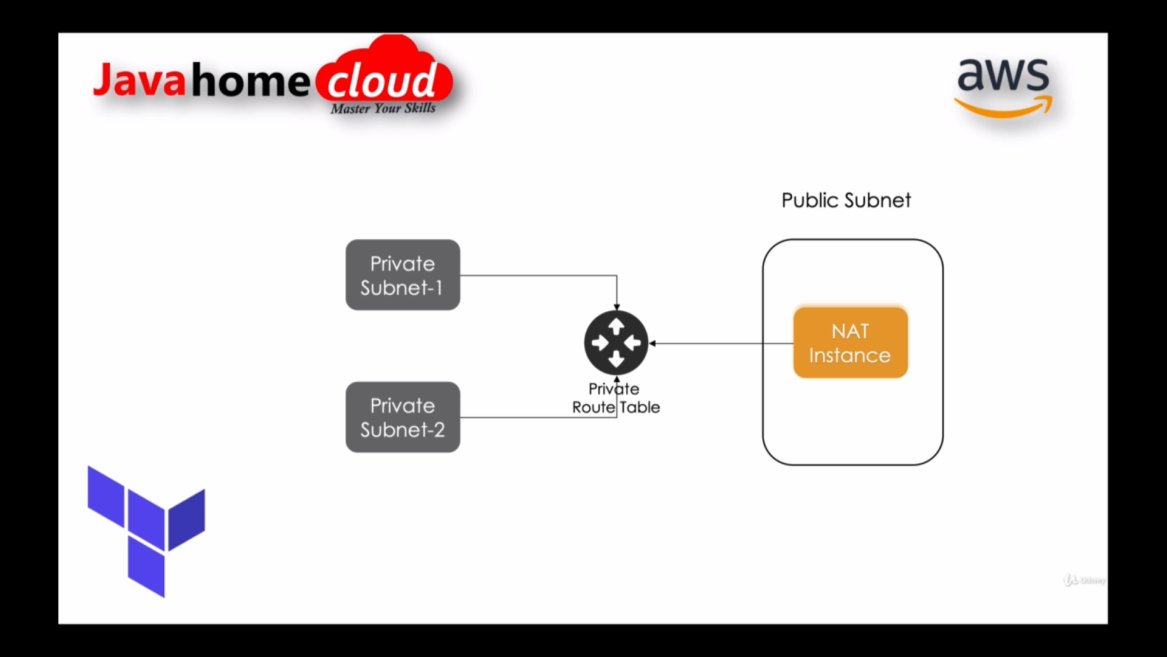 Javahome cloud
Master Your Skills
aws
Public Subnet
Private
Subnet-1
NAT
Instance
Private
Route Table
Private
Subnet-2
Udemy